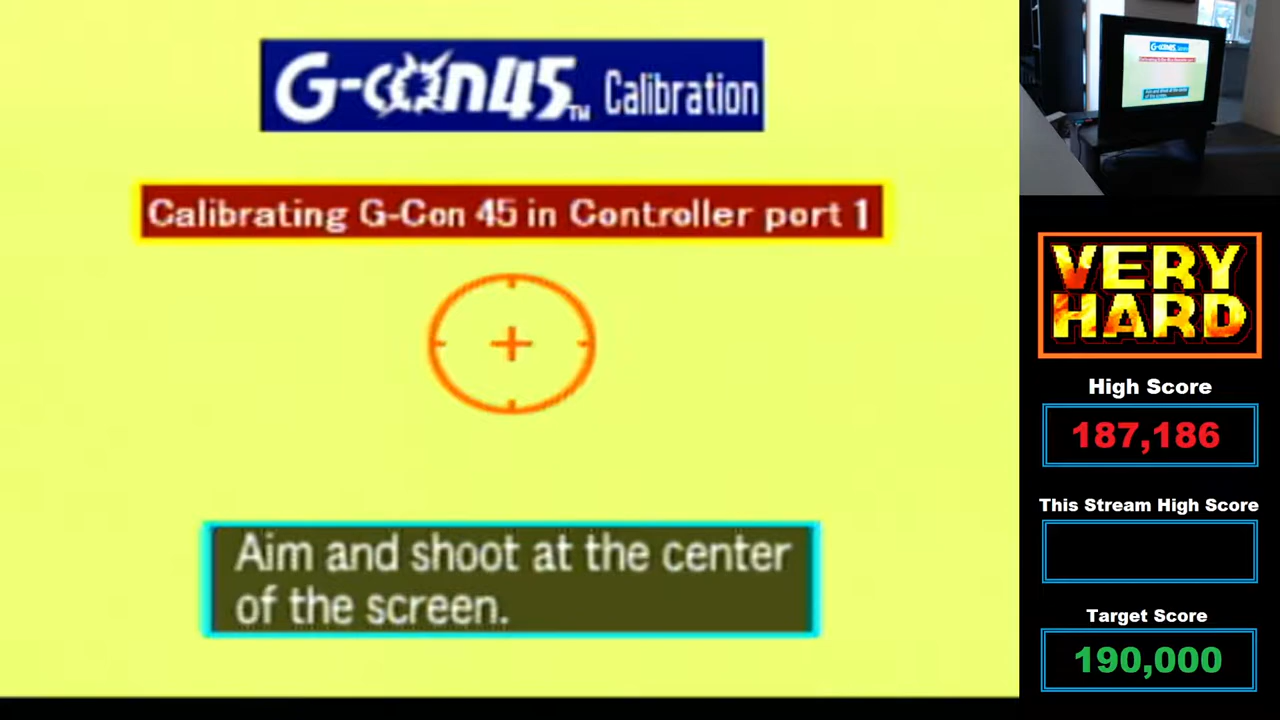 G-CON45™ Calibration
Calibrating G-Con 45 in Controller port 1
Aim and shoot at the center
of the screen.
VERY
HARD
High Score
187,186
This Stream High Score
Target Score
190,000